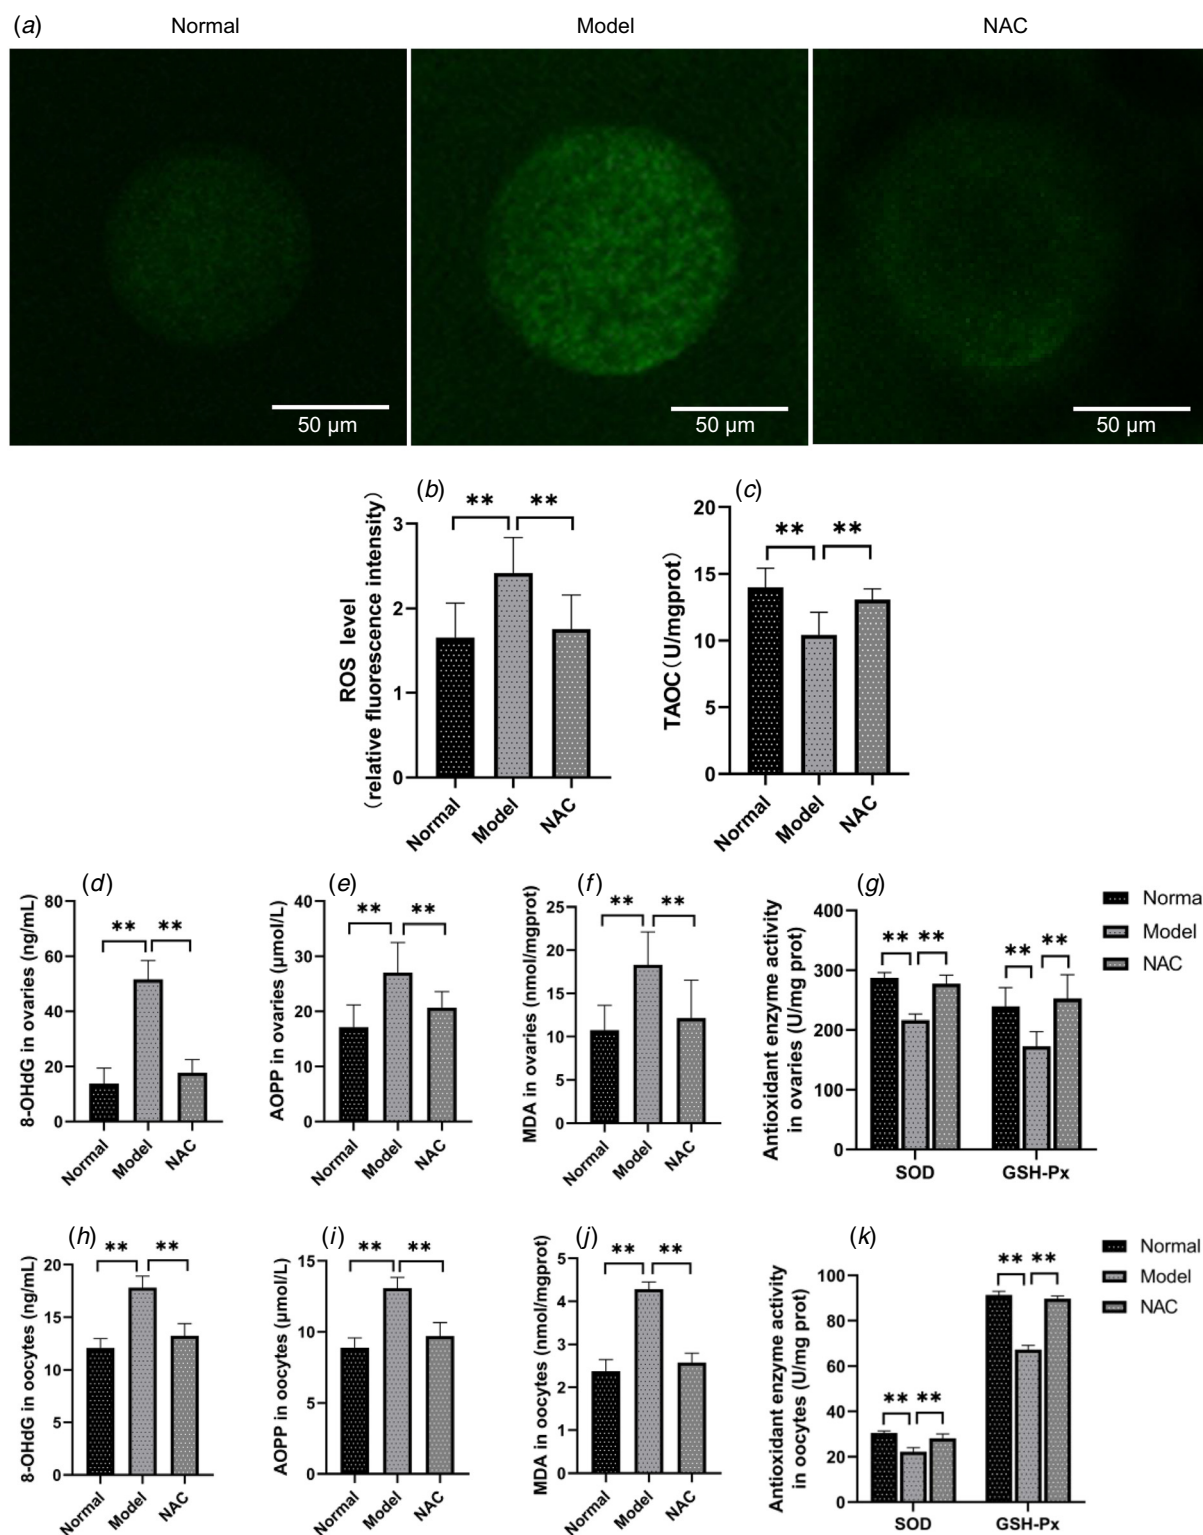 (a)
Normal
Model
NAC
50 µm
50 µm
50 µm
(b)
ROS level
(relative fluorescence intensity)
3
2
1
0
**
**
Normal
Model
NAC
(c)
TAOC(U/mgprot)
20
15
10
5
0
**
**
Normal
Model
NAC
(d)
8-OHdG in ovaries (ng/mL)
80
60
40
20
0
**
**
Normal
Model
NAC
(e)
AOPP in ovaries (µmol/L)
40
30
20
10
0
**
**
Normal
Model
NAC
(f)
MDA in ovaries (nmol/mgprot)
25
20
15
10
5
0
**
**
Normal
Model
NAC
(g)
Antioxidant enzyme activity
in ovaries (U/mg prot)
400
300
200
100
0
**
**
**
**
SOD
GSH-Px
Norma
Model
NAC
(h)
8-OHdG in oocytes (ng/mL)
20
15
10
5
0
**
**
Normal
Model
NAC
(i)
AOPP in oocytes (µmol/L)
15
10
5
0
**
**
Normal
Model
NAC
(j)
MDA in oocytes (nmol/mgprot)
5
4
3
2
1
0
**
**
Normal
Model
NAC
(k)
Antioxidant enzyme activity
in oocytes (U/mg prot)
100
80
60
40
20
0
**
**
**
**
SOD
GSH-Px
Normal
Model
NAC